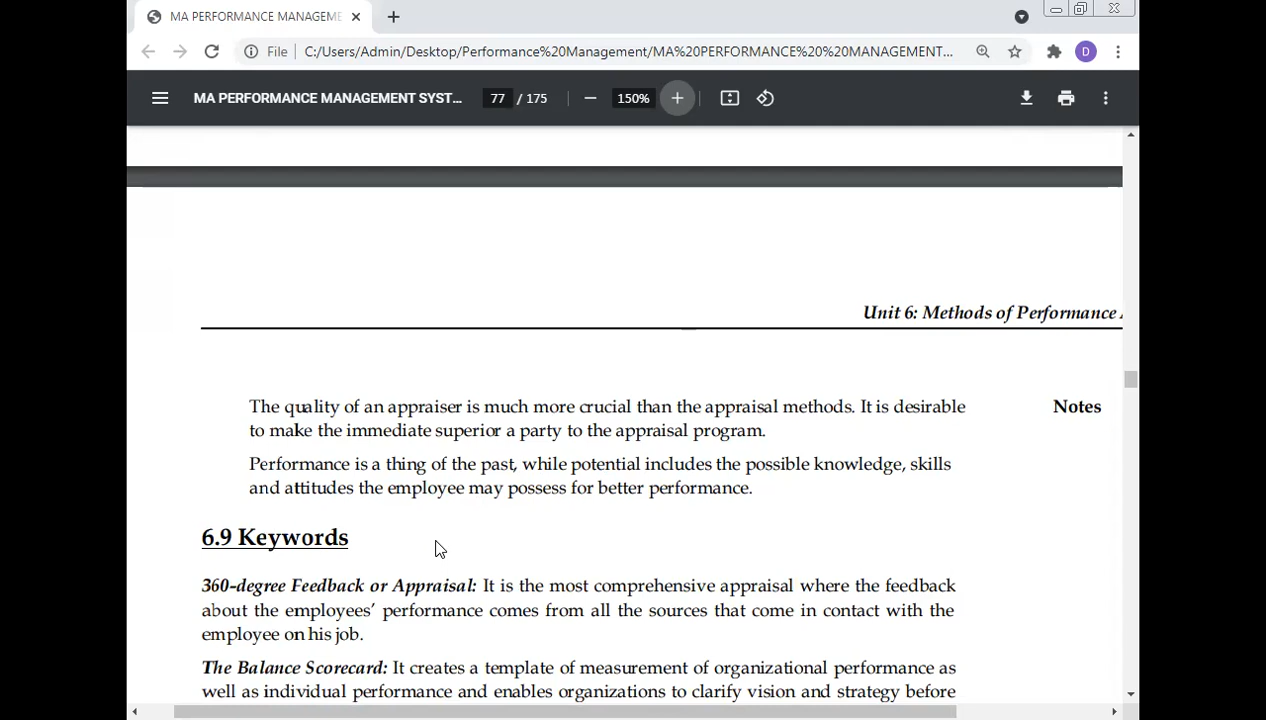 MA PERFORMANCE MANAGEME
File C:/Users/Admin/Desktop/Performance%20Management/MA%20PERFORMANCE%20%20MANAGEMENT... D
MA PERFORMANCE MANAGEMENT SYST... 77 / 175 150%
Unit 6: Methods of Performance
The quality of an appraiser is much more crucial than the appraisal methods. It is desirable Notes
to make the immediate superior a party to the appraisal program.
Performance is a thing of the past, while potential includes the possible knowledge, skills
and attitudes the employee may possess for better performance.
6.9 Keywords
360-degree Feedback or Appraisal: It is the most comprehensive appraisal where the feedback
about the employees' performance comes from all the sources that come in contact with the
employee on his job.
The Balance Scorecard: It creates a template of measurement of organizational performance as
well as individual performance and enables organizations to clarify vision and strategy before